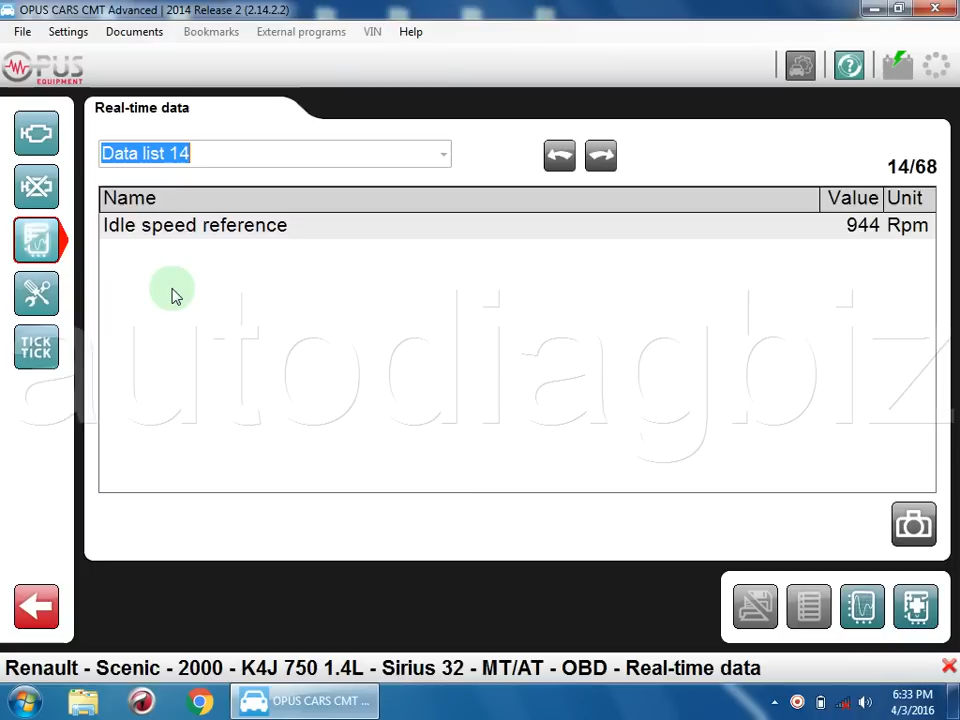 OPUS CARS CMT Advanced | 2014 Release 2 (2.14.2.2)
File Settings Documents Bookmarks External programs VIN Help
OPUS
EQUIPMENT
Real-time data
Data list 14
14/68
Name Value Unit
Idle speed reference 944 Rpm
TICK
TICK
autodiagbiz
Renault - Scenic - 2000 - K4J 750 1.4L - Sirius 32 - MT/AT - OBD - Real-time data
OPUS CARS CMT ...
6:33 PM
4/3/2016